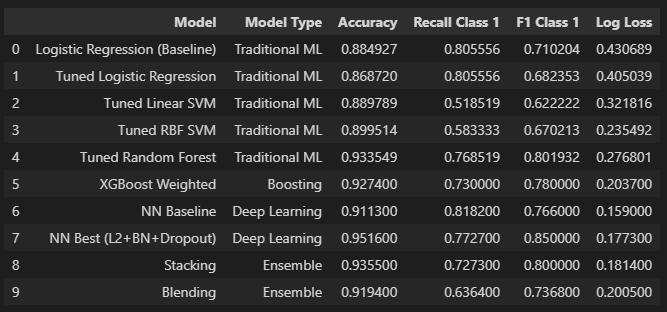 Model Model Type Accuracy Recall Class 1 F1 Class 1 Log Loss
0 Logistic Regression (Baseline) Traditional ML 0.884927 0.805556 0.710204 0.430689
1 Tuned Logistic Regression Traditional ML 0.868720 0.805556 0.682353 0.405039
2 Tuned Linear SVM Traditional ML 0.889789 0.518519 0.622222 0.321816
3 Tuned RBF SVM Traditional ML 0.899514 0.583333 0.670213 0.235492
4 Tuned Random Forest Traditional ML 0.933549 0.768519 0.801932 0.276801
5 XGBoost Weighted Boosting 0.927400 0.730000 0.780000 0.203700
6 NN Baseline Deep Learning 0.911300 0.818200 0.766000 0.159000
7 NN Best (L2+BN+Dropout) Deep Learning 0.951600 0.772700 0.850000 0.177300
8 Stacking Ensemble 0.935500 0.727300 0.800000 0.181400
9 Blending Ensemble 0.919400 0.636400 0.736800 0.200500